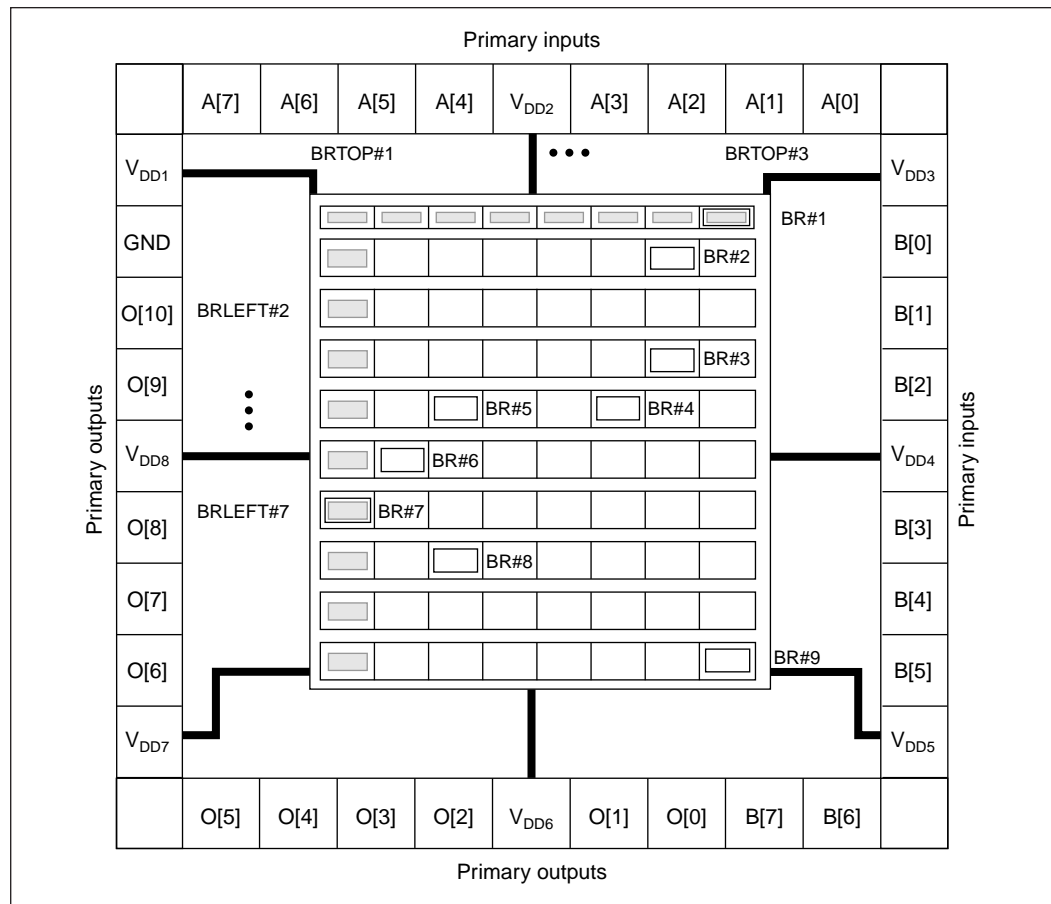 Primary inputs
A[7] A[6] A[5] A[4] VDD2 A[3] A[2] A[1] A[0]
BRTOP#1 ••• BRTOP#3
VDD1 VDD3
BR#1
GND B[0]
BR#2
O[10] BRLEFT#2 B[1]
BR#3
O[9] B[2]
BR#5 BR#4
VDD8 BR#6 VDD4
Primary outputs
Primary inputs
BRLEFT#7 BR#7
O[8] B[3]
BR#8
O[7] B[4]
O[6] BR#9 B[5]
VDD7 VDD5
O[5] O[4] O[3] O[2] VDD6 O[1] O[0] B[7] B[6]
Primary outputs